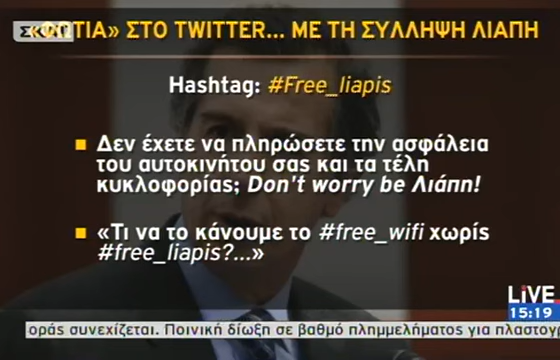 «ΦΩΤΙΑ» ΣΤΟ TWITTER... ΜΕ ΤΗ ΣΥΛΛΗΨΗ ΛΙΑΠΗ
Hashtag: #Free_liapis
Δεν έχετε να πληρώσετε την ασφάλεια
του αυτοκινήτου σας και τα τέλη
κυκλοφορίας; Don't worry be Λιάπη!
«Τι να το κάνουμε το #free_wifi χωρίς
#free_liapis?...»
LiVE
15:19
οράς συνεχίζεται. Ποινική δίωξη σε βαθμό πλημμελήματος για πλαστογ